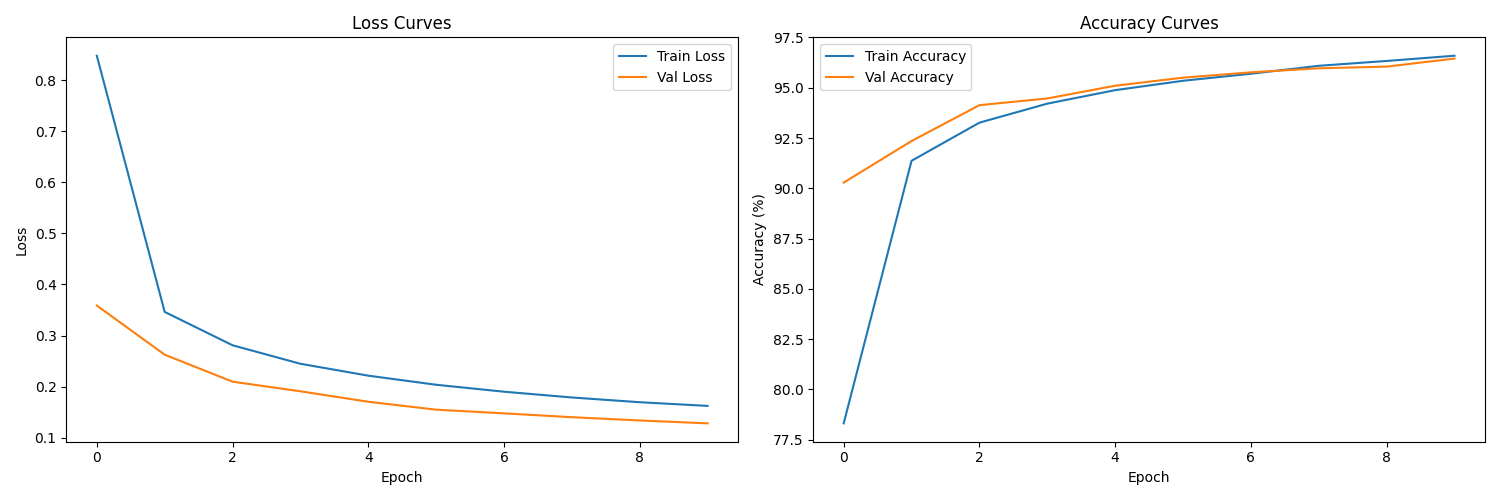 Loss Curves
Train Loss
Val Loss
0.8
0.7
0.6
0.5
0.4
0.3
0.2
0.1
Loss
0 2 4 6 8
Epoch
Accuracy Curves
Train Accuracy
Val Accuracy
97.5
95.0
92.5
90.0
87.5
85.0
82.5
80.0
77.5
Accuracy (%)
0 2 4 6 8
Epoch